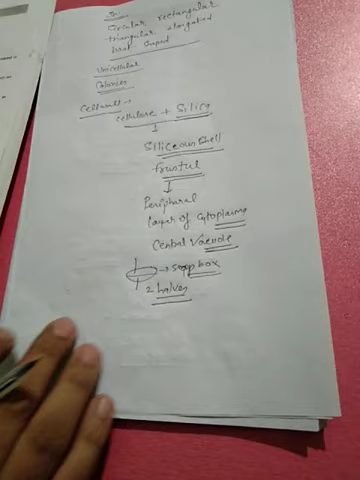 Circular rectangular
triangular, elongated
boat shaped
Unicellular
Colonies
Cellwall →
cellulose + Silica
Siliceous shell
frustul
Peripheral
layer of cytoplasm
Central Vacuole
→ soap box
2 halves